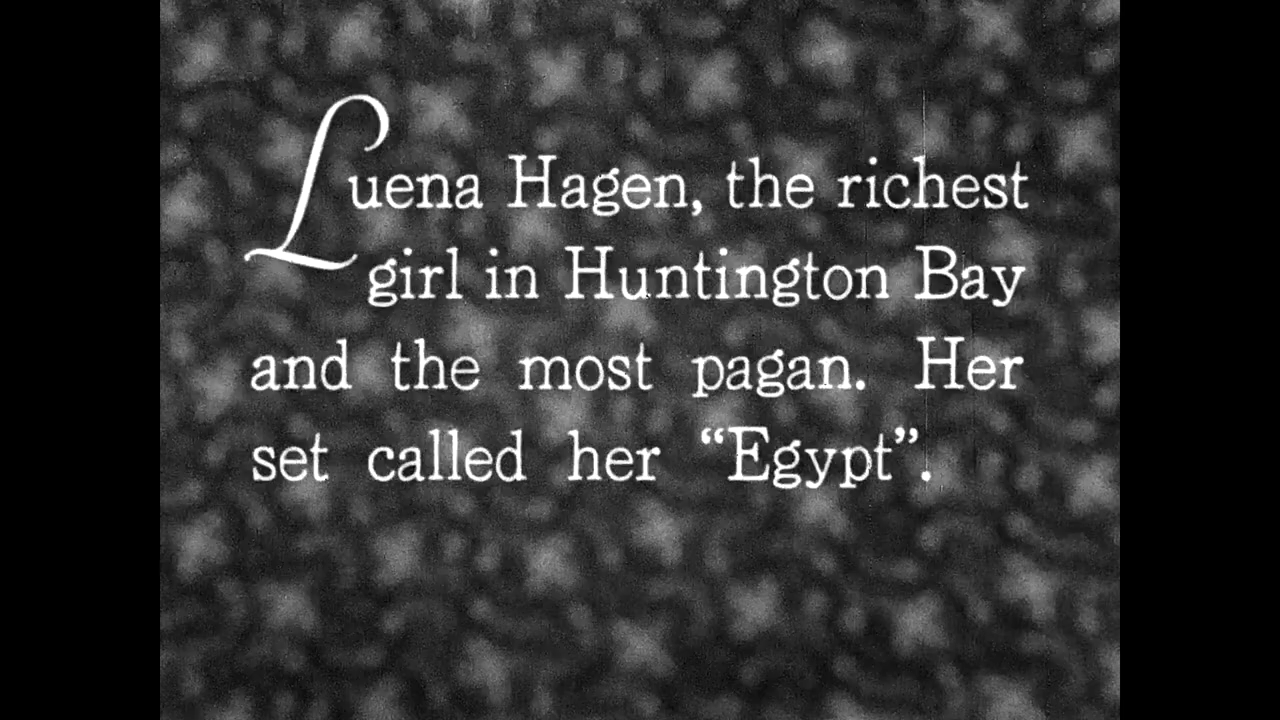 Luena Hagen, the richest
girl in Huntington Bay
and the most pagan. Her
set called her “Egypt”.